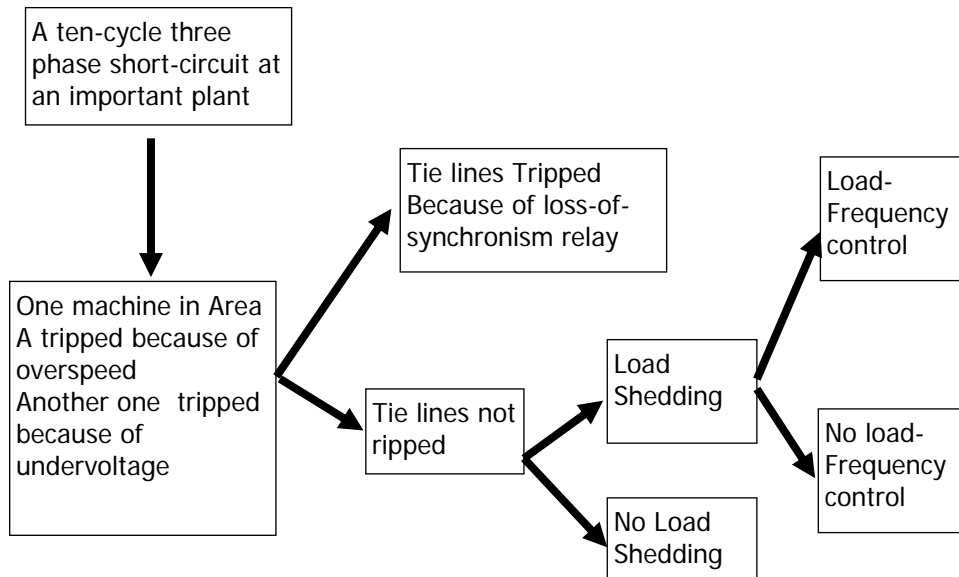 A ten-cycle three
phase short-circuit at
an important plant
Tie lines Tripped
Because of loss-of-
synchronism relay
Load-
Frequency
control
One machine in Area
A tripped because of
overspeed
Another one tripped
because of
undervoltage
Tie lines not
ripped
Load
Shedding
No load-
Frequency
control
No Load
Shedding